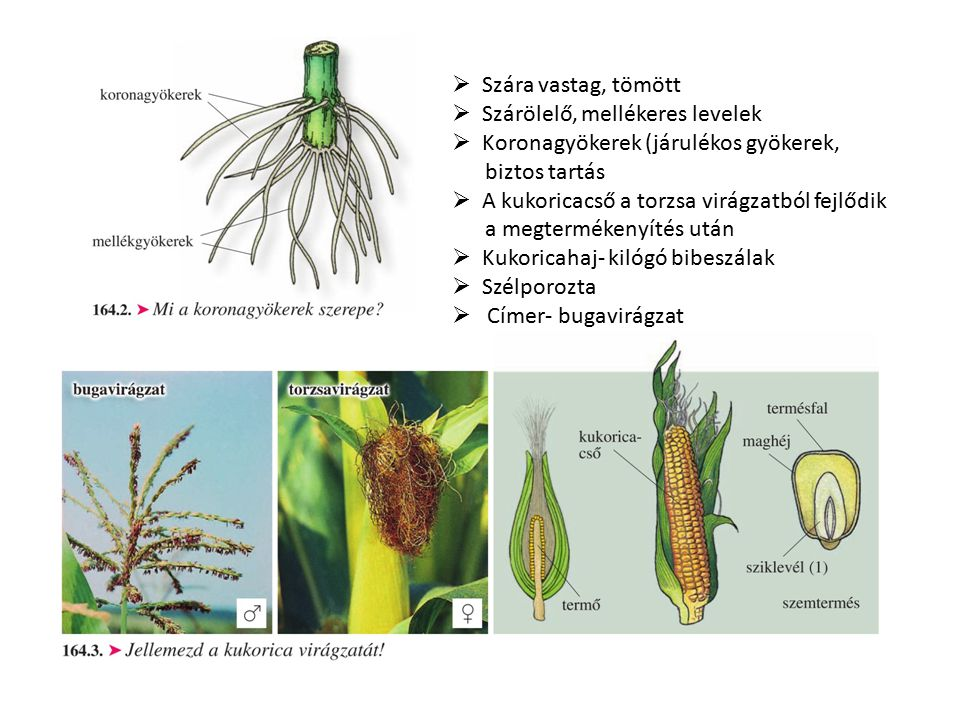 koronagyökerek
mellékgyökerek
164.2. ➤ Mi a koronagyökerek szerepe?
➢ Szára vastag, tömött
➢ Szárölelő, mellékeres levelek
➢ Koronagyökerek (járulékos gyökerek,
biztos tartás
➢ A kukoricacső a torzsa virágzatból fejlődik
a megtermékenyítés után
➢ Kukoricahaj- kilógó bibeszálak
➢ Szélporozta
➢ Címer- bugavirágzat
bugavirágzat
♂
torzsavirágzat
♀
kukorica-
cső
termő
termésfal
maghéj
sziklevél (1)
szemtermés
164.3. ➤ Jellemezd a kukorica virágzatát!